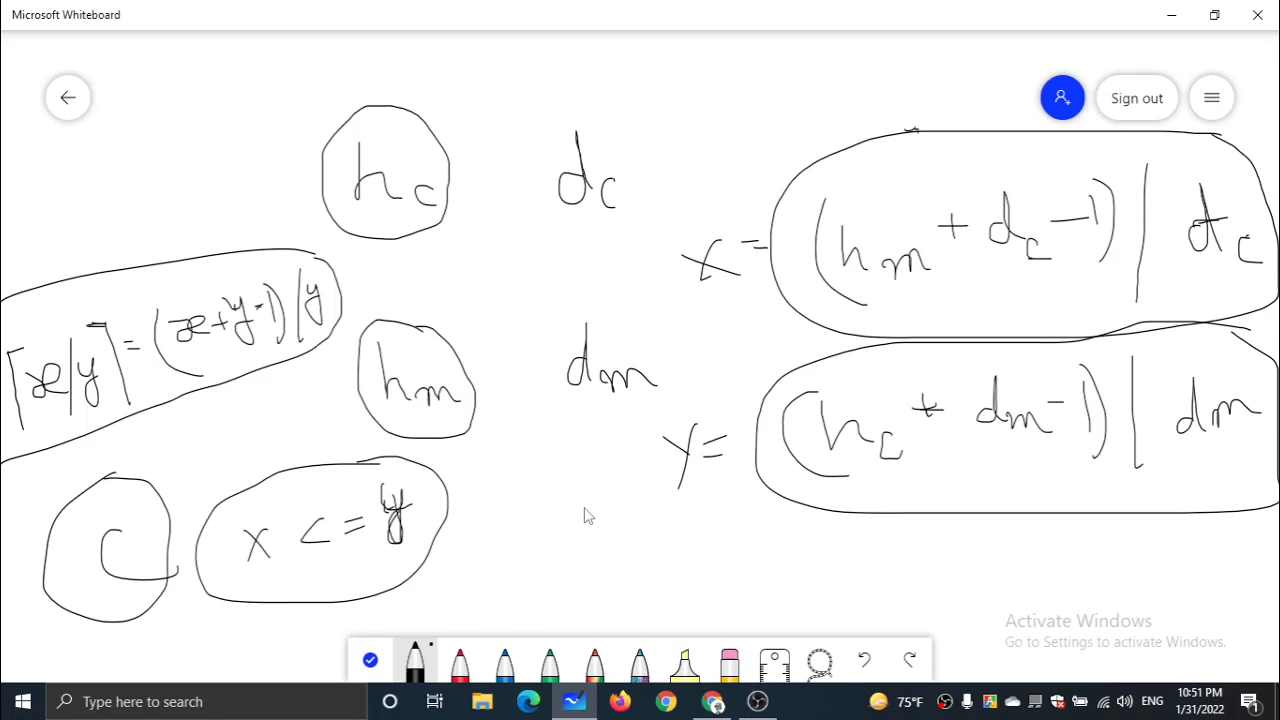 Microsoft Whiteboard
Sign out
hc
dc
x = (hm + dc - 1) | dc
⌈x|y⌉ = (x+y-1)|y
hm
dm
y = (hc + dm - 1) | dm
C
x <= y
Activate Windows
Go to Settings to activate Windows.
Type here to search
75°F
ENG
10:51 PM
1/31/2022
1